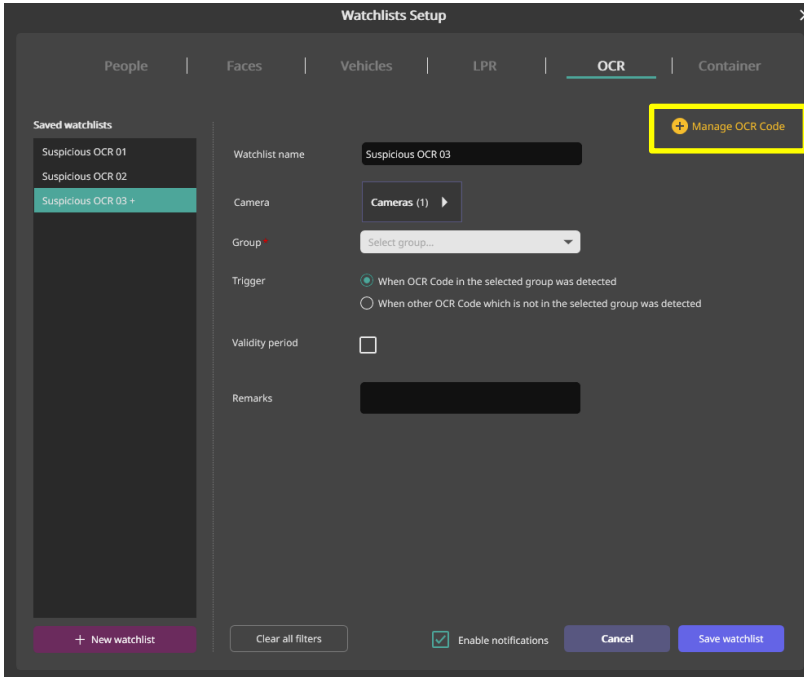 Watchlists Setup
People | Faces | Vehicles | LPR | OCR | Container
Saved watchlists
Suspicious OCR 01
Suspicious OCR 02
Suspicious OCR 03 +
+ New watchlist
+ Manage OCR Code
Watchlist name Suspicious OCR 03
Camera Cameras (1)
Group * Select group...
Trigger When OCR Code in the selected group was detected
When other OCR Code which is not in the selected group was detected
Validity period
Remarks
Clear all filters Enable notifications Cancel Save watchlist